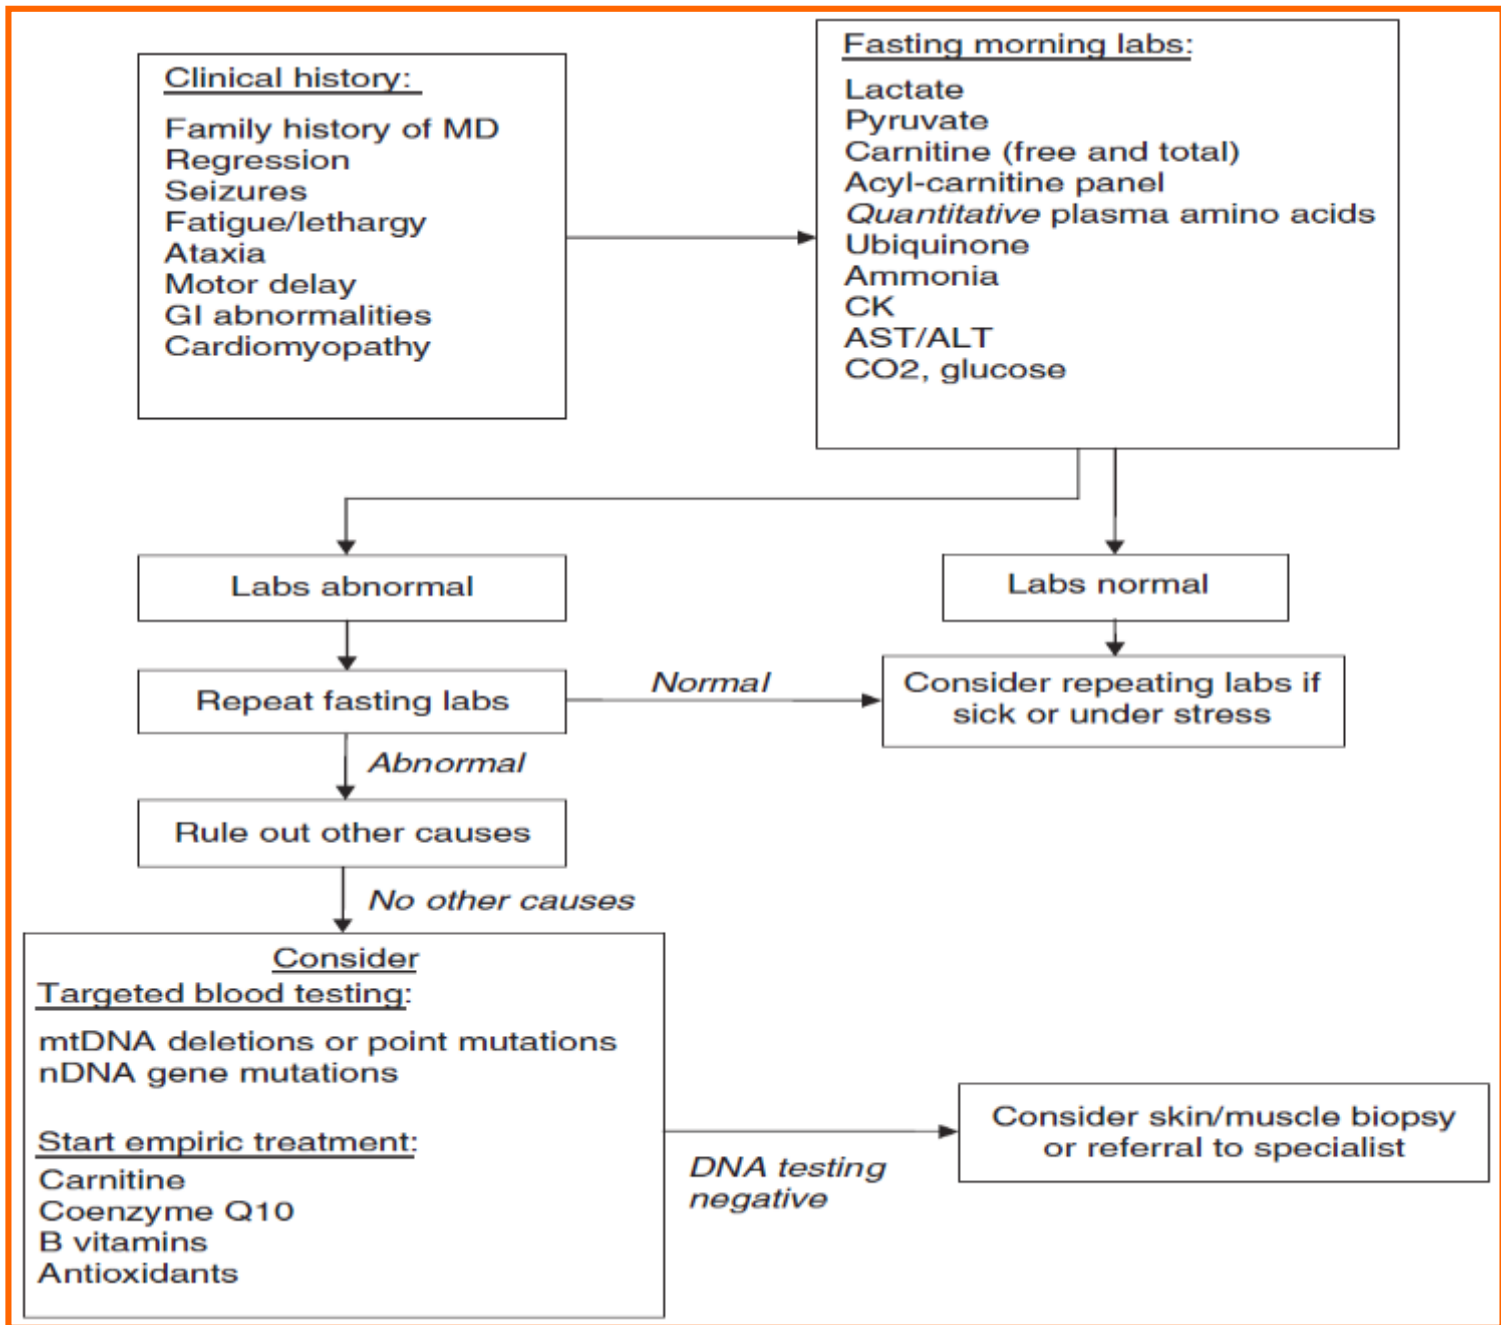 Clinical history:
Family history of MD
Regression
Seizures
Fatigue/lethargy
Ataxia
Motor delay
GI abnormalities
Cardiomyopathy
Fasting morning labs:
Lactate
Pyruvate
Carnitine (free and total)
Acyl-carnitine panel
Quantitative plasma amino acids
Ubiquinone
Ammonia
CK
AST/ALT
CO2, glucose
Labs abnormal
Labs normal
Repeat fasting labs
Normal
Consider repeating labs if
sick or under stress
Abnormal
Rule out other causes
No other causes
Consider
Targeted blood testing:
mtDNA deletions or point mutations
nDNA gene mutations
Start empiric treatment:
Carnitine
Coenzyme Q10
B vitamins
Antioxidants
DNA testing
negative
Consider skin/muscle biopsy
or referral to specialist